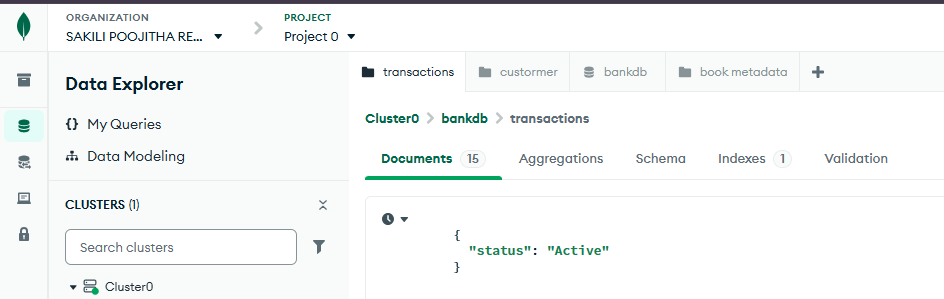 ORGANIZATION
SAKILI POOJITHA RE...
PROJECT
Project 0
Data Explorer
My Queries
Data Modeling
CLUSTERS (1)
Search clusters
Cluster0
transactions
custormer
bankdb
book metadata
Cluster0 > bankdb > transactions
Documents 15
Aggregations
Schema
Indexes 1
Validation
{
"status": "Active"
}